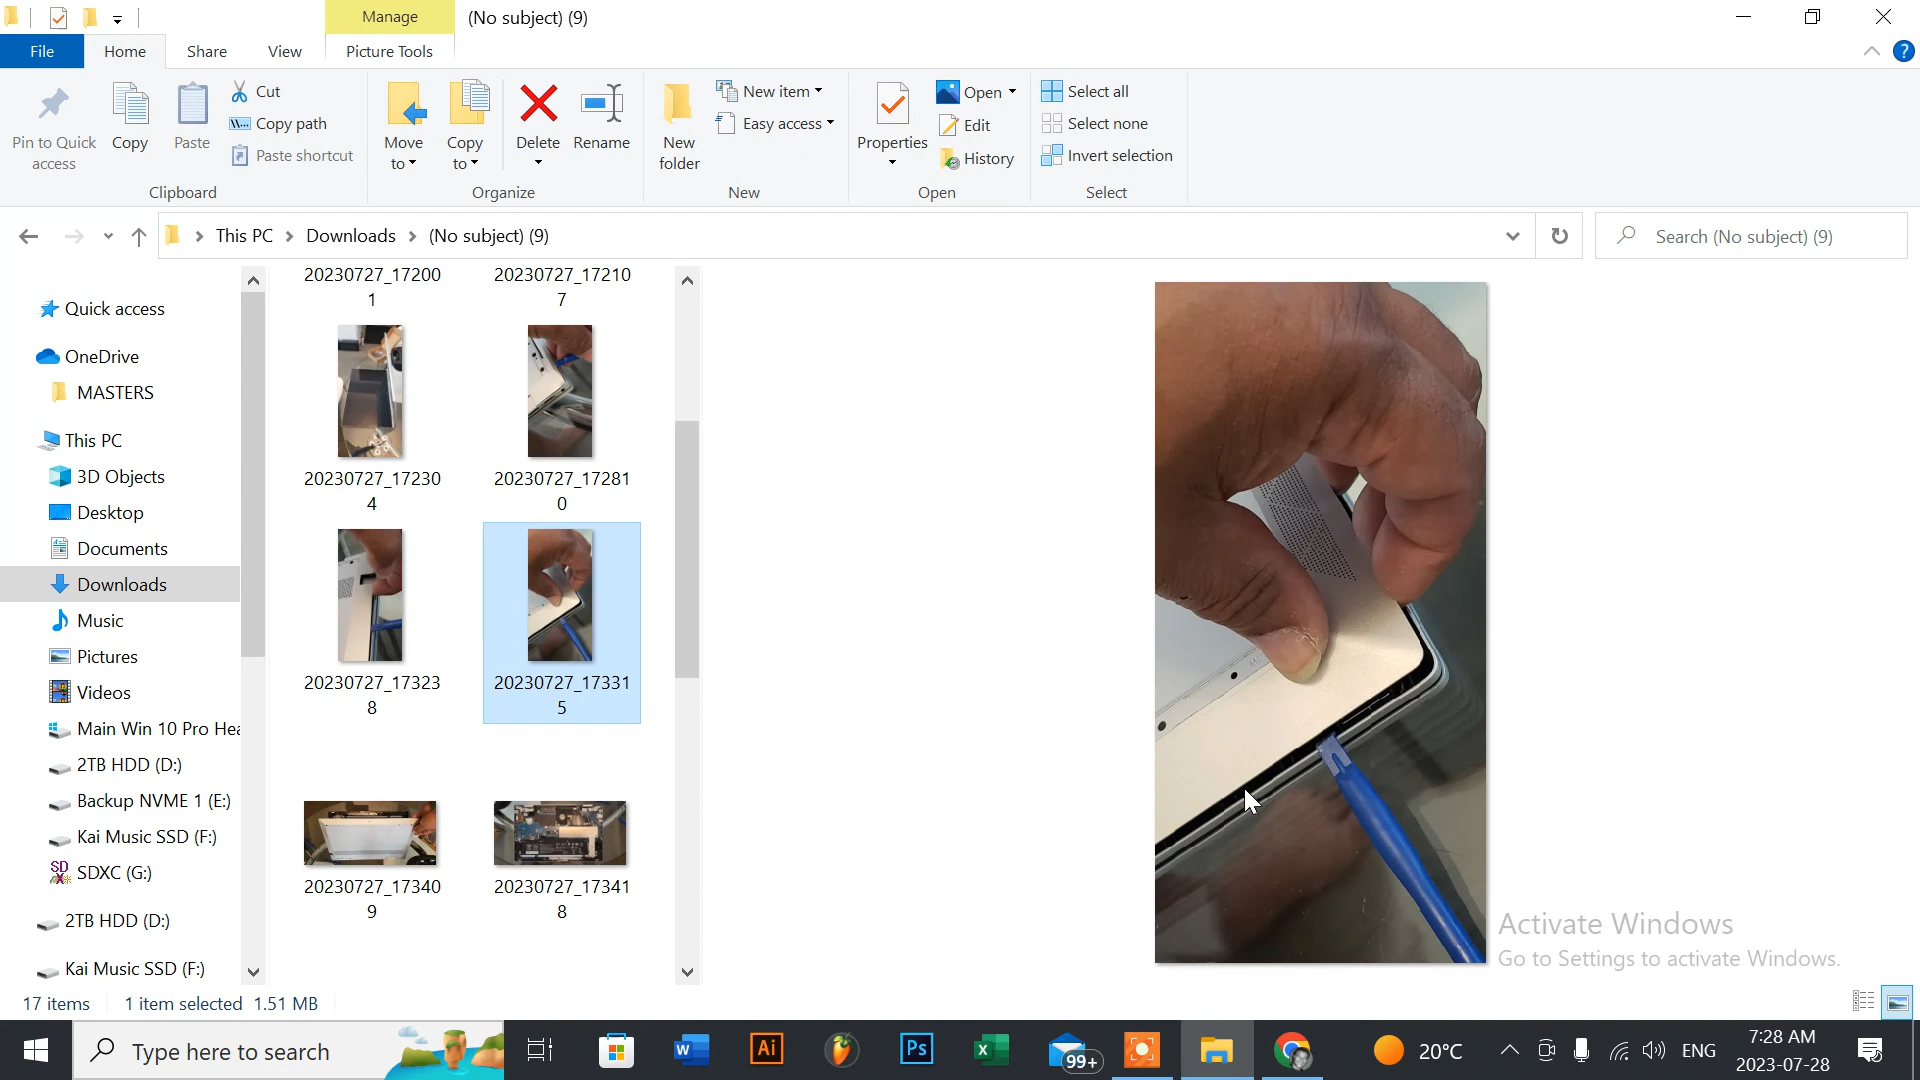 Manage
(No subject) (9)
File
Home
Share
View
Picture Tools
Pin to Quick
access
Copy
Paste
Cut
Copy path
Paste shortcut
Clipboard
Move
to
Copy
to
Delete
Rename
Organize
New
folder
New item
Easy access
New
Properties
Open
Edit
History
Open
Select all
Select none
Invert selection
Select
This PC
Downloads
(No subject) (9)
Search (No subject) (9)
Quick access
OneDrive
MASTERS
This PC
3D Objects
Desktop
Documents
Downloads
Music
Pictures
Videos
Main Win 10 Pro Hea
2TB HDD (D:)
Backup NVME 1 (E:)
Kai Music SSD (F:)
SDXC (G:)
2TB HDD (D:)
Kai Music SSD (F:)
20230727_17200
1
20230727_17210
7
20230727_17230
4
20230727_17281
0
20230727_17323
8
20230727_17331
5
20230727_17340
9
20230727_17341
8
Activate Windows
Go to Settings to activate Windows.
17 items
1 item selected 1.51 MB
Type here to search
99+
20°C
ENG
7:28 AM
2023-07-28